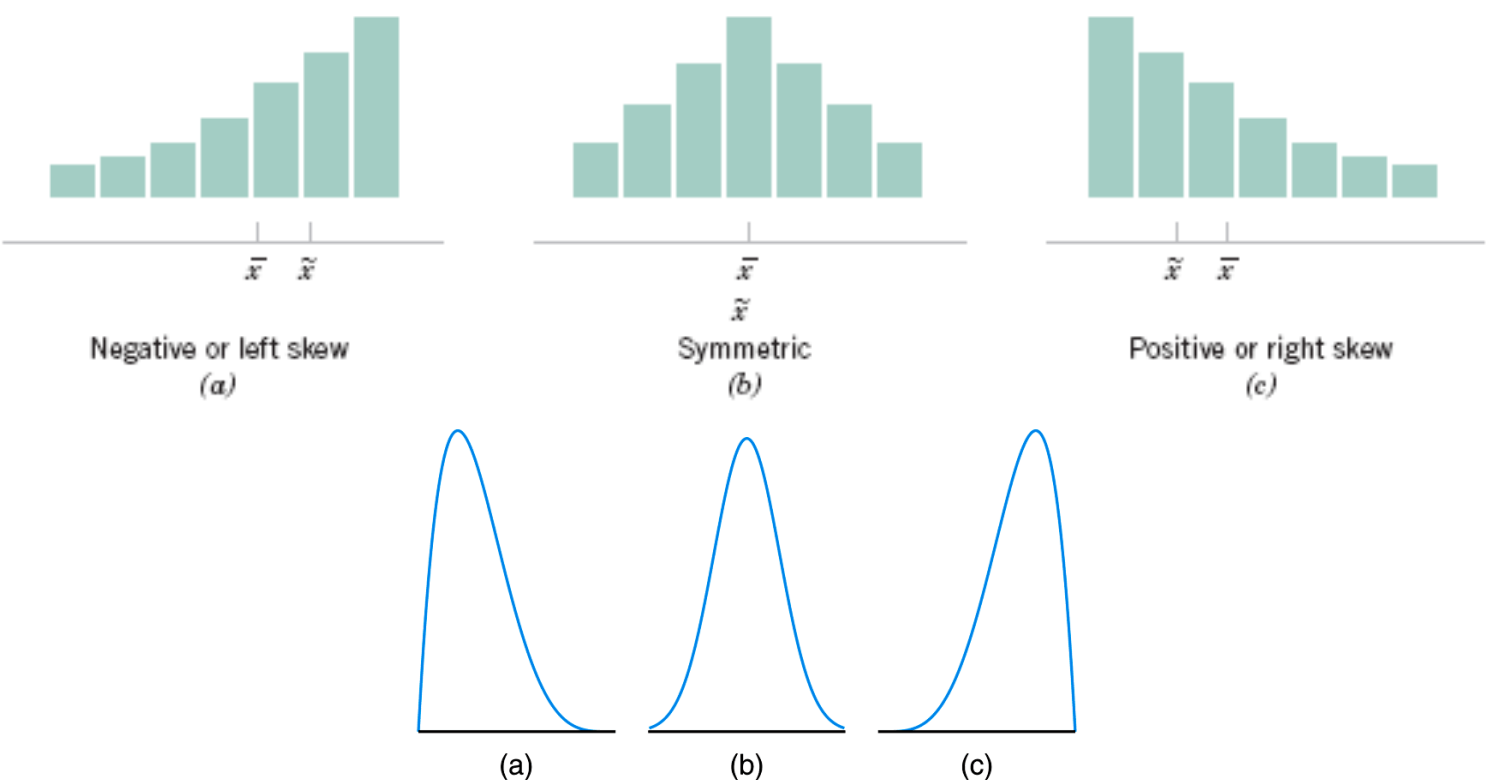 x̄ x̃
Negative or left skew
(a)
x̄
x̃
Symmetric
(b)
x̃ x̄
Positive or right skew
(c)
(a) (b) (c)